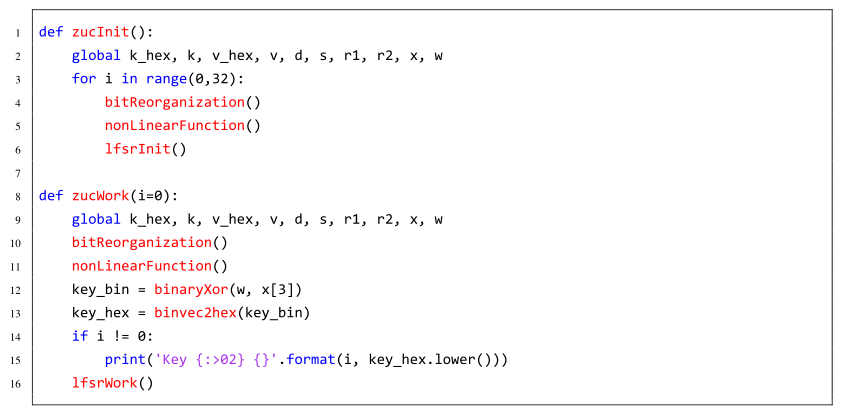 1 def zucInit():
2     global k_hex, k, v_hex, v, d, s, r1, r2, x, w
3     for i in range(0,32):
4         bitReorganization()
5         nonLinearFunction()
6         lfsrInit()
7
8 def zucWork(i=0):
9     global k_hex, k, v_hex, v, d, s, r1, r2, x, w
10     bitReorganization()
11     nonLinearFunction()
12     key_bin = binaryXor(w, x[3])
13     key_hex = binvec2hex(key_bin)
14     if i != 0:
15         print('Key {:>02} {}'.format(i, key_hex.lower()))
16     lfsrWork()